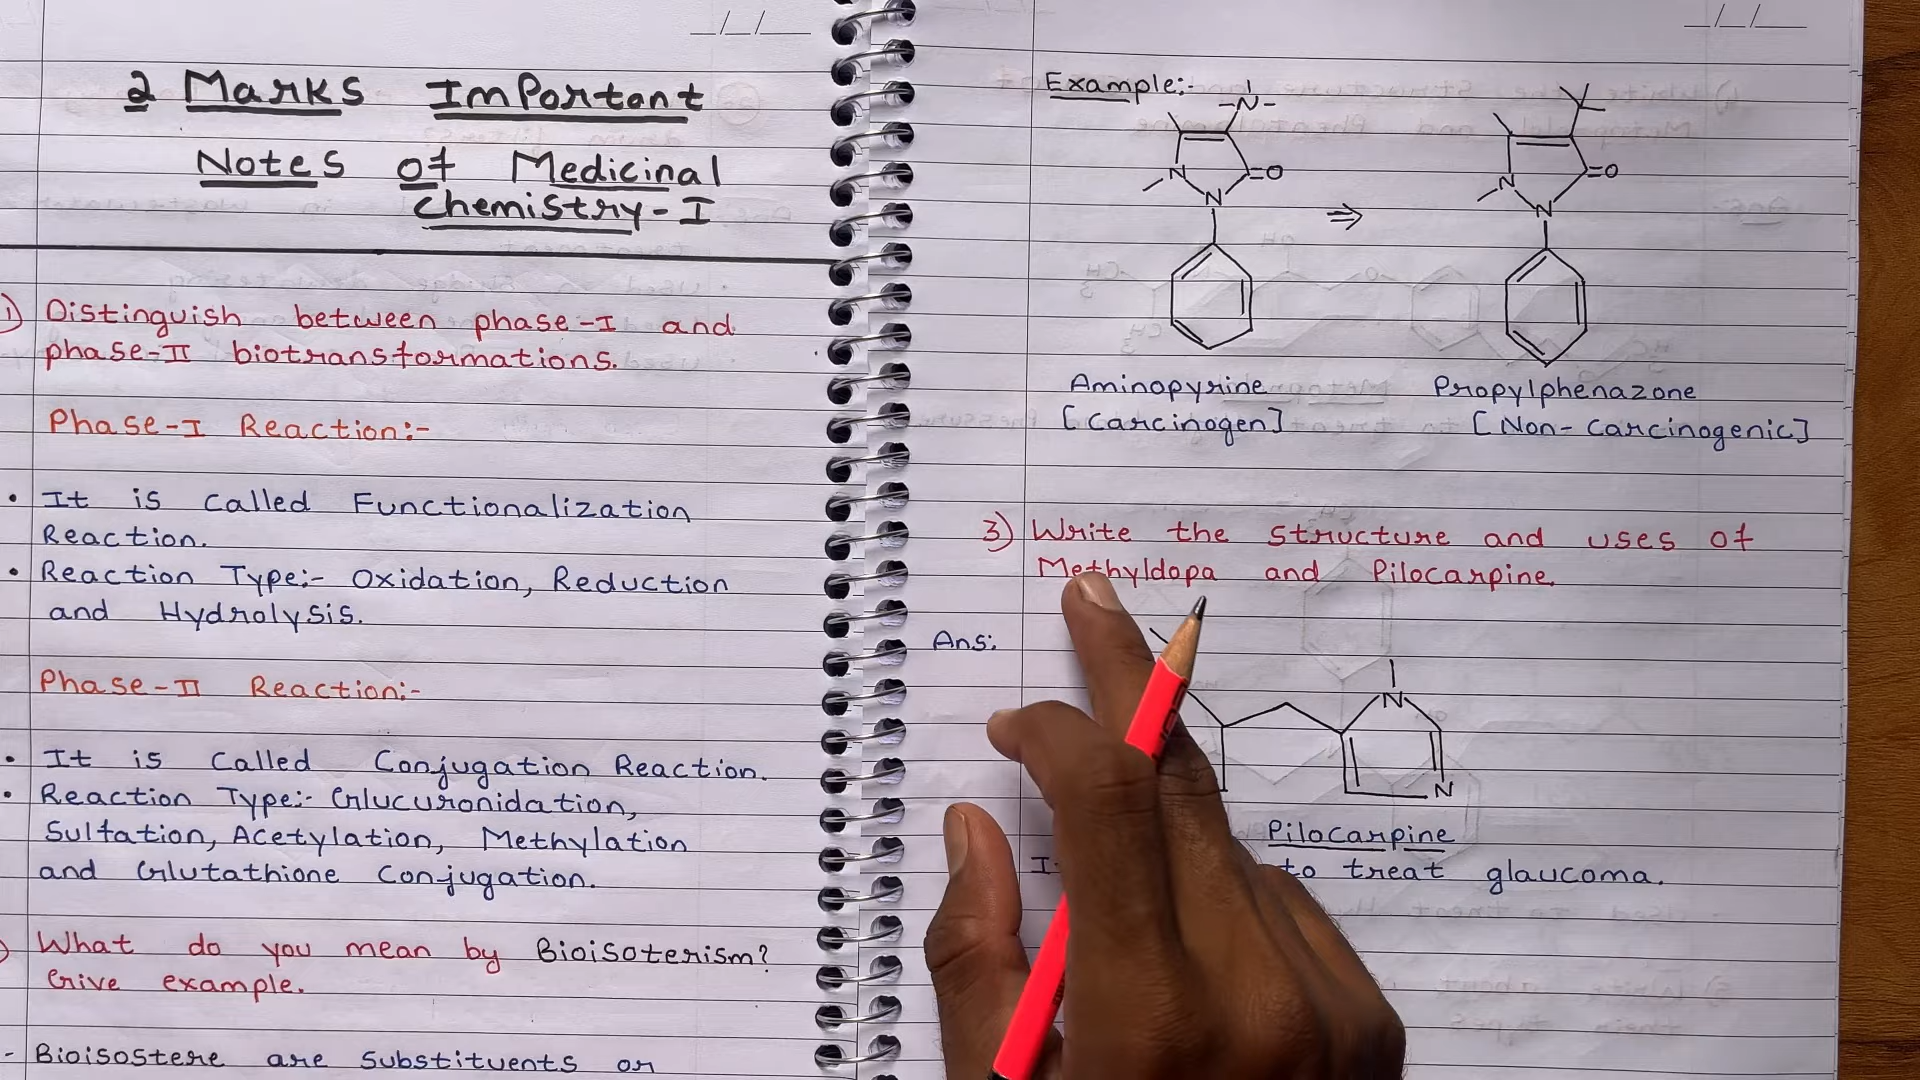 _/_/__
2 Marks ImPortant
Notes of Medicinal
Chemistry-I
1) Distinguish between phase-I and
phase-II biotransformations.
Phase-I Reaction:-
• It is called Functionalization
Reaction.
• Reaction Type:- Oxidation, Reduction
and Hydrolysis.
Phase-II Reaction:-
• It is Called Conjugation Reaction.
• Reaction Type:- Glucuronidation,
Sulfation, Acetylation, Methylation
and Glutathione Conjugation.
What do you mean by Bioisoterism?
Give example.
- Bioisostere are substituents or
_/_/__
Example:-
-N-
N
N
=O
⇒
N
N
=O
Aminopyrine
[Carcinogen]
Propylphenazone
[Non-Carcinogenic]
3) Write the structure and uses of
Methyldopa and Pilocarpine.
Ans:
N
N
Pilocarpine
to treat glaucoma.